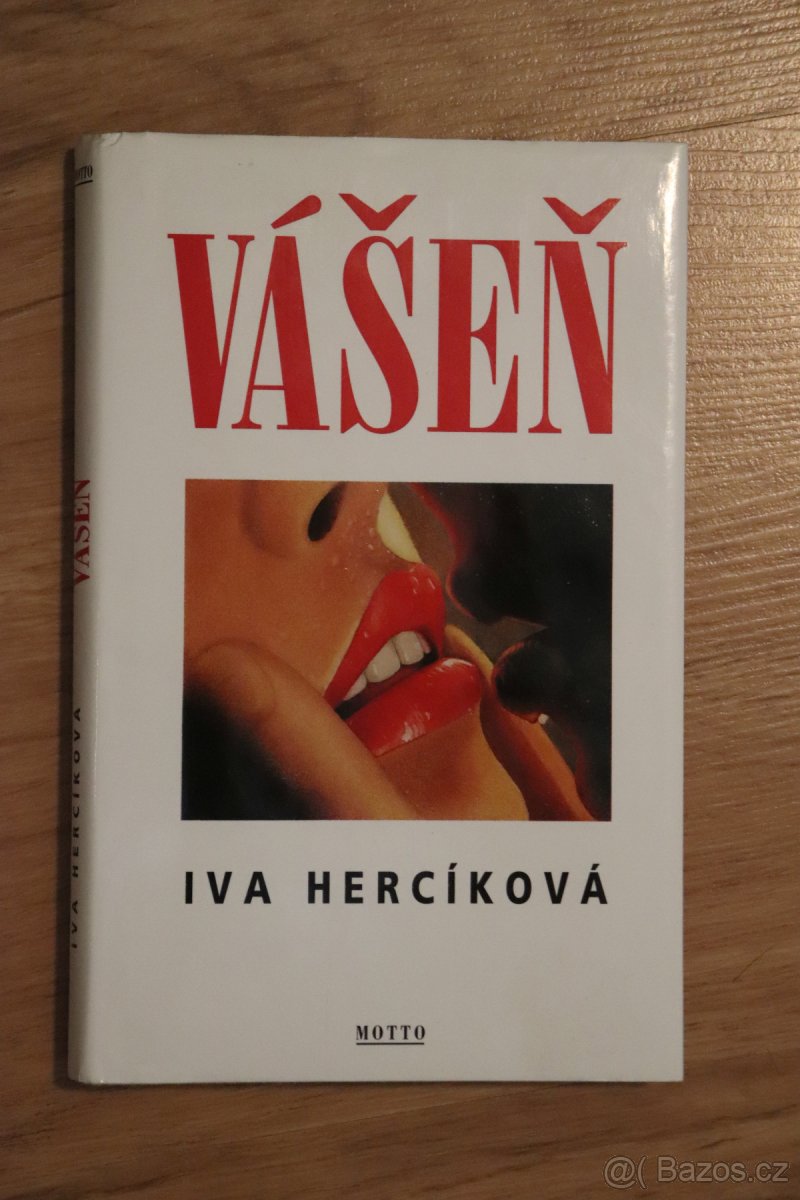 VÁŠEŇ
IVA HERCÍKOVÁ
MOTTO
MOTTO
VÁŠEŇ
IVA HERCÍKOVÁ
@( Bazos.cz